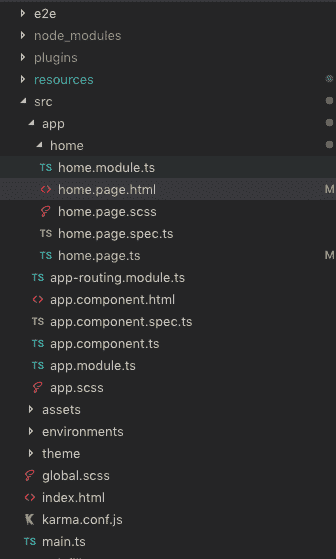 e2e
node_modules
plugins
resources
src
app
home
TS home.module.ts
<> home.page.html M
home.page.scss
TS home.page.spec.ts
TS home.page.ts M
TS app-routing.module.ts
<> app.component.html
TS app.component.spec.ts
TS app.component.ts
TS app.module.ts
app.scss
assets
environments
theme
global.scss
<> index.html
K karma.conf.js
TS main.ts